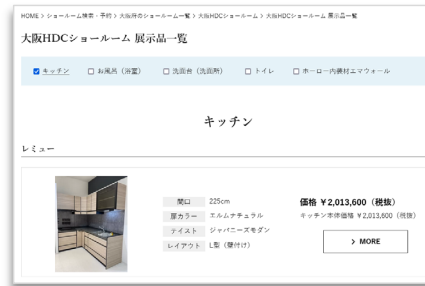 HOME > ショールーム検索・予約 > 大阪府のショールーム一覧 > 大阪HDCショールーム > 大阪HDCショールーム 展示品一覧
大阪HDCショールーム 展示品一覧
キッチン お風呂（浴室） 洗面台（洗面所） トイレ ホーロー内装材エマウォール
キッチン
レミュー
間口 225cm
扉カラー エルムナチュラル
テイスト ジャパニーズモダン
レイアウト L型（壁付け）
価格 ¥2,013,600（税抜）
キッチン本体価格 ¥2,013,600（税抜）
> MORE